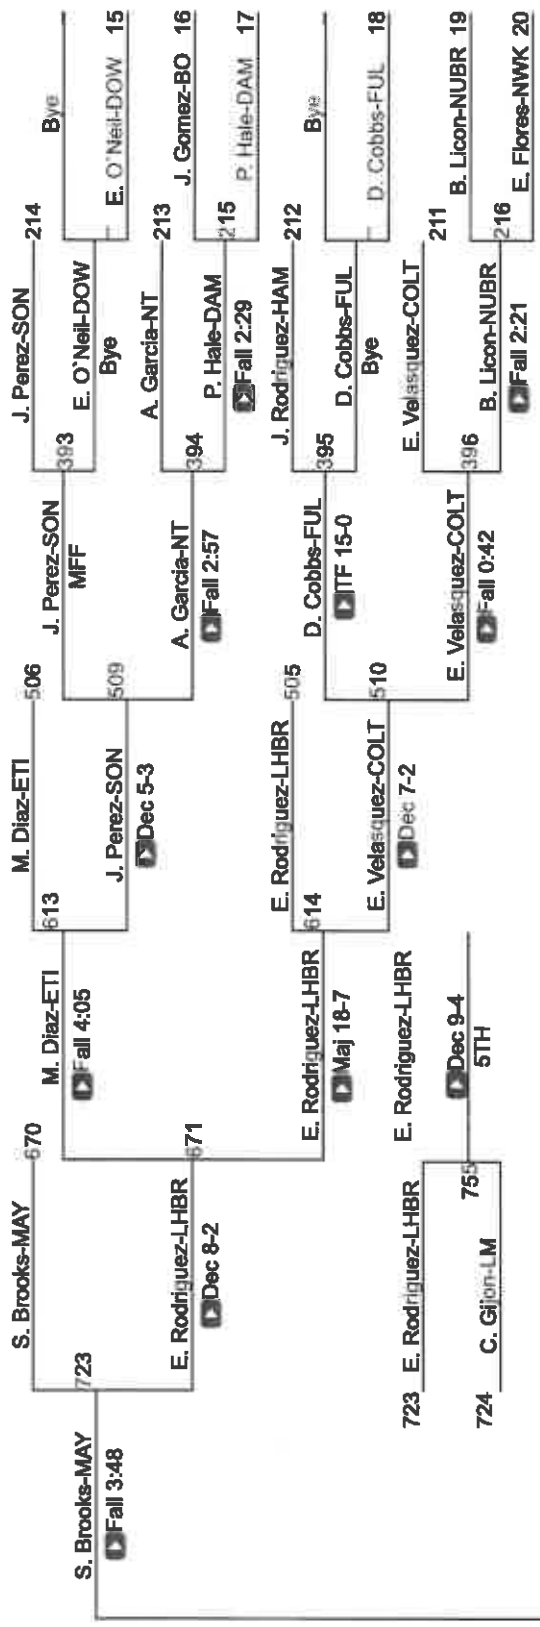 S. Brooks-MAY
Fall 3:48
S. Brooks-MAY 670
723
E. Rodriguez-LHBR
Dec 8-2
671
M. Diaz-ETI
Fall 4:05
E. Rodriguez-LHBR
Maj 18-7
M. Diaz-ETI 506
613
J. Perez-SON
Dec 5-3
509
E. Rodriguez-LHBR 505
614
E. Velasquez-COLT
Dec 7-2
510
J. Perez-SON
MFF
A. Garcia-NT
Fall 2:57
D. Cobbs-FUL
TF 15-0
E. Velasquez-COLT
Fall 0:42
J. Perez-SON 214
393
E. O`Neil-DOW
Bye
A. Garcia-NT 213
394
P. Hale-DAM
Fall 2:29
215
J. Rodriguez-HAM 212
395
D. Cobbs-FUL
Bye
E. Velasquez-COLT 211
396
B. Licon-NUBR
Fall 2:21
216
Bye
E. O`Neil-DOW 15
J. Gomez-BO 16
P. Hale-DAM 17
Bye
D. Cobbs-FUL 18
B. Licon-NUBR 19
E. Flores-NWK 20
723 E. Rodriguez-LHBR
755
724 C. Gijon-LM
E. Rodriguez-LHBR
Dec 9-4
5TH